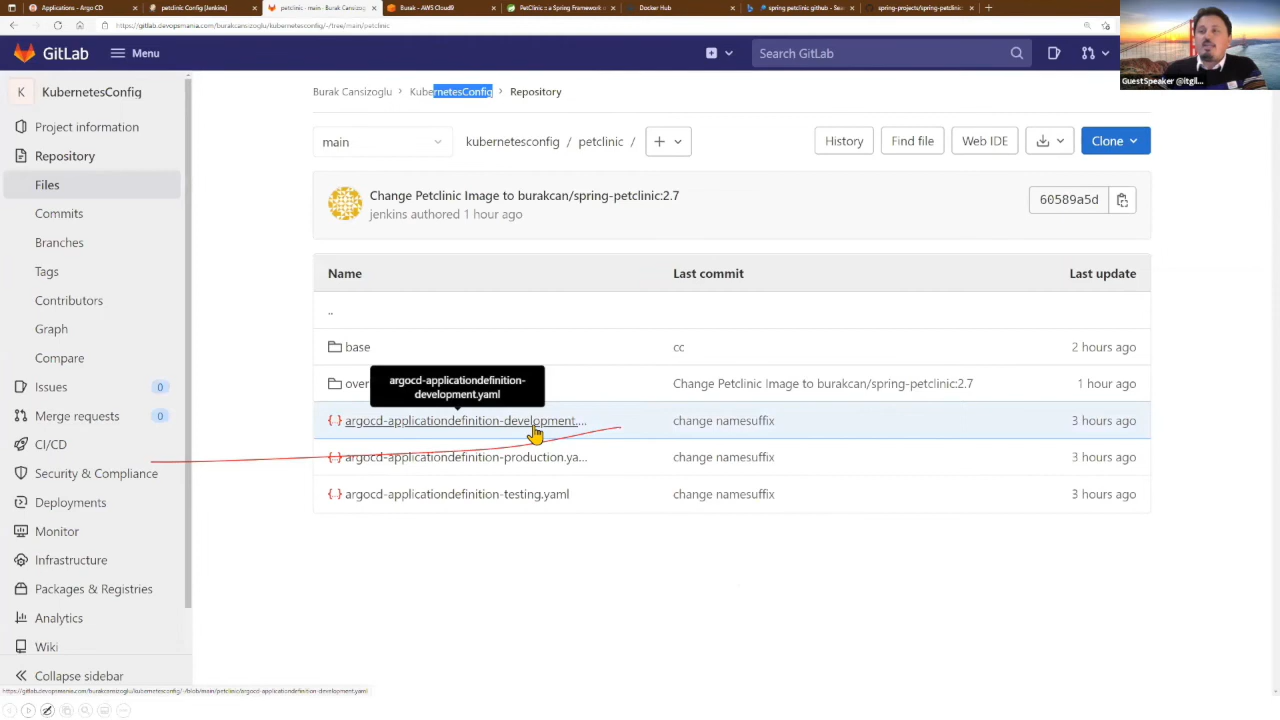 Applications - Argo CD
petclinic Config [Jenkins]
petclinic · main · Burak Cansizog
Burak - AWS Cloud9
PetClinic :: a Spring Framework
Docker Hub
spring petclinic github - Sea
spring-projects/spring-petclinic
https://gitlab.devopsmania.com/burakcansizoglu/kubernetesconfig/-/tree/main/petclinic
GitLab
Menu
Search GitLab
GuestSpeaker @itgil...
K KubernetesConfig
Project information
Repository
Files
Commits
Branches
Tags
Contributors
Graph
Compare
Issues 0
Merge requests 0
CI/CD
Security & Compliance
Deployments
Monitor
Infrastructure
Packages & Registries
Analytics
Wiki
Collapse sidebar
Burak Cansizoglu > KubernetesConfig > Repository
main
kubernetesconfig / petclinic /
History
Find file
Web IDE
Clone
Change Petclinic Image to burakcan/spring-petclinic:2.7
jenkins authored 1 hour ago
60589a5d
Name Last commit Last update
..
base cc 2 hours ago
argocd-applicationdefinition-
development.yaml
over Change Petclinic Image to burakcan/spring-petclinic:2.7 1 hour ago
{··} argocd-applicationdefinition-development.... change namesuffix 3 hours ago
{··} argocd-applicationdefinition-production.ya... change namesuffix 3 hours ago
{··} argocd-applicationdefinition-testing.yaml change namesuffix 3 hours ago
https://gitlab.devopsmania.com/burakcansizoglu/kubernetesconfig/-/blob/main/petclinic/argocd-applicationdefinition-development.yaml